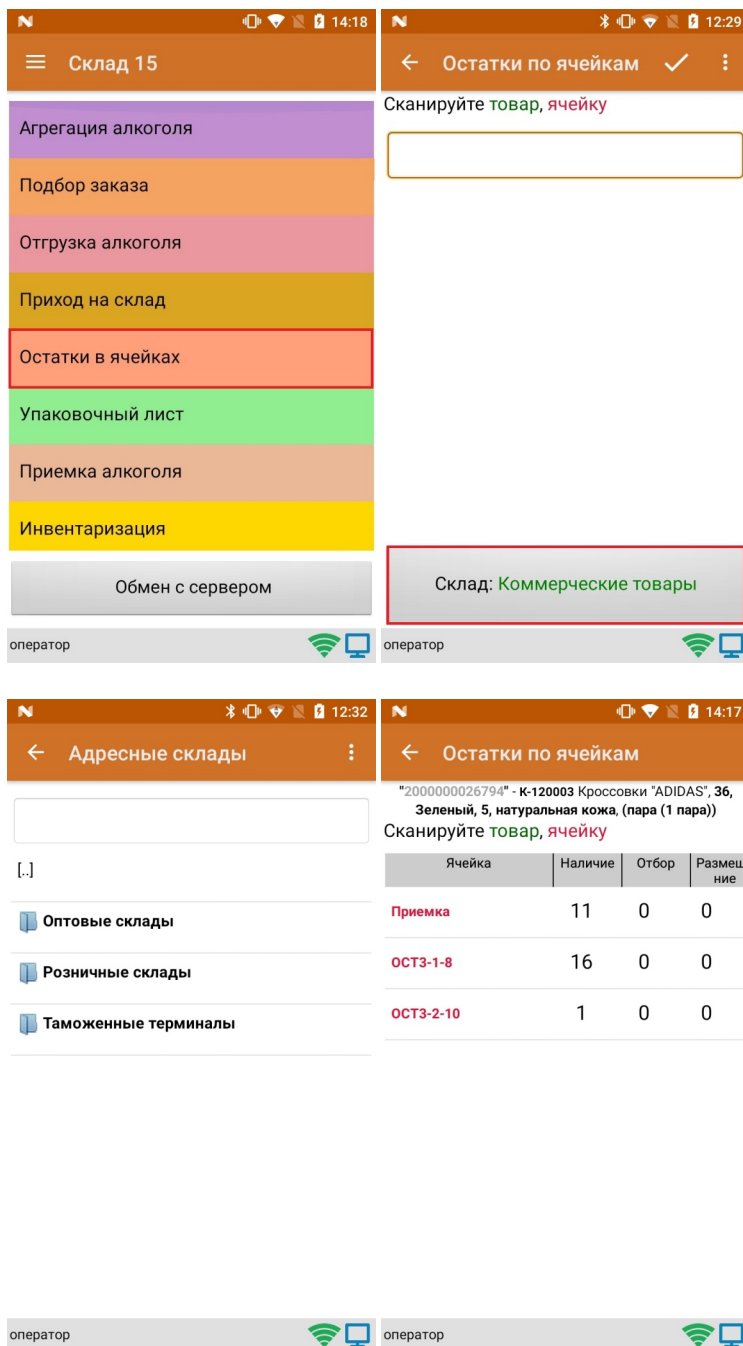 14:18
Склад 15
Агрегация алкоголя
Подбор заказа
Отгрузка алкоголя
Приход на склад
Остатки в ячейках
Упаковочный лист
Приемка алкоголя
Инвентаризация
Обмен с сервером
оператор
12:29
Остатки по ячейкам
Сканируйте товар, ячейку
Склад: Коммерческие товары
оператор
12:32
Адресные склады
[..]
Оптовые склады
Розничные склады
Таможенные терминалы
оператор
14:17
Остатки по ячейкам
"2000000026794" - К-120003 Кроссовки "ADIDAS", 36,
Зеленый, 5, натуральная кожа, (пара (1 пара))
Сканируйте товар, ячейку
Ячейка Наличие Отбор Размещ
ние
Приемка 11 0 0
ОСТ3-1-8 16 0 0
ОСТ3-2-10 1 0 0
оператор